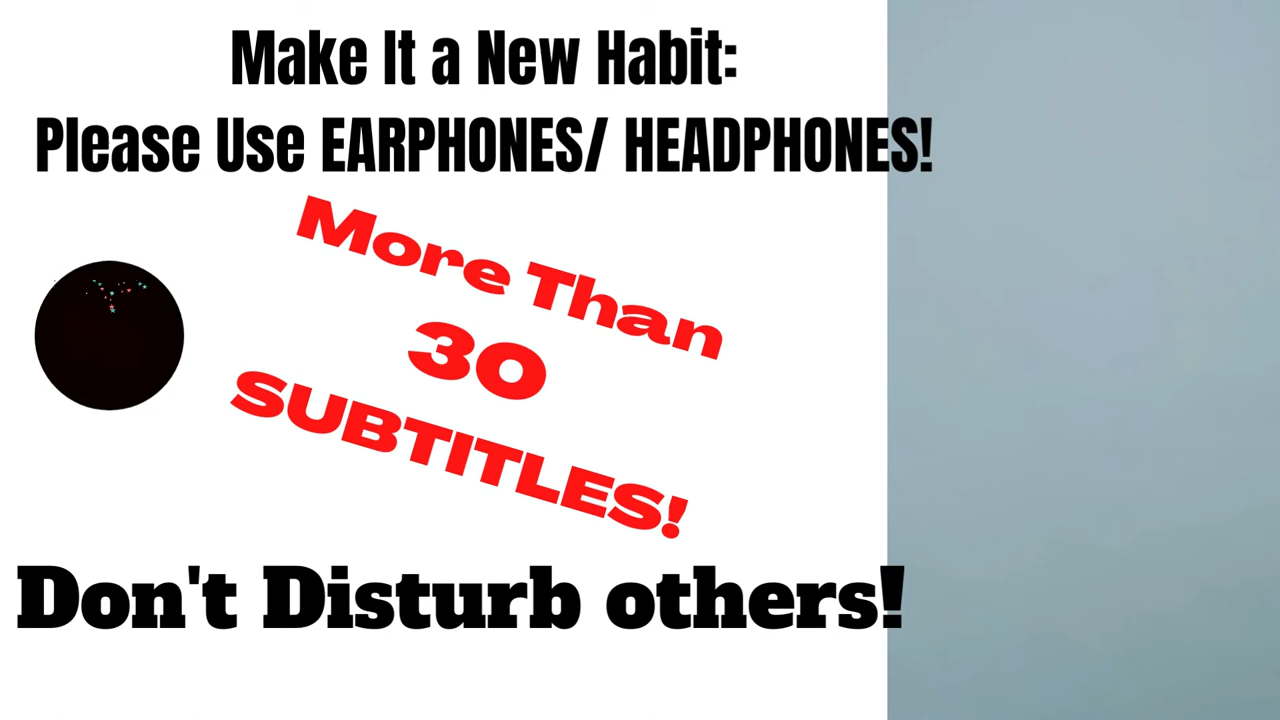 Make It a New Habit:
Please Use EARPHONES/ HEADPHONES!
More Than
30
SUBTITLES!
Don't Disturb others!